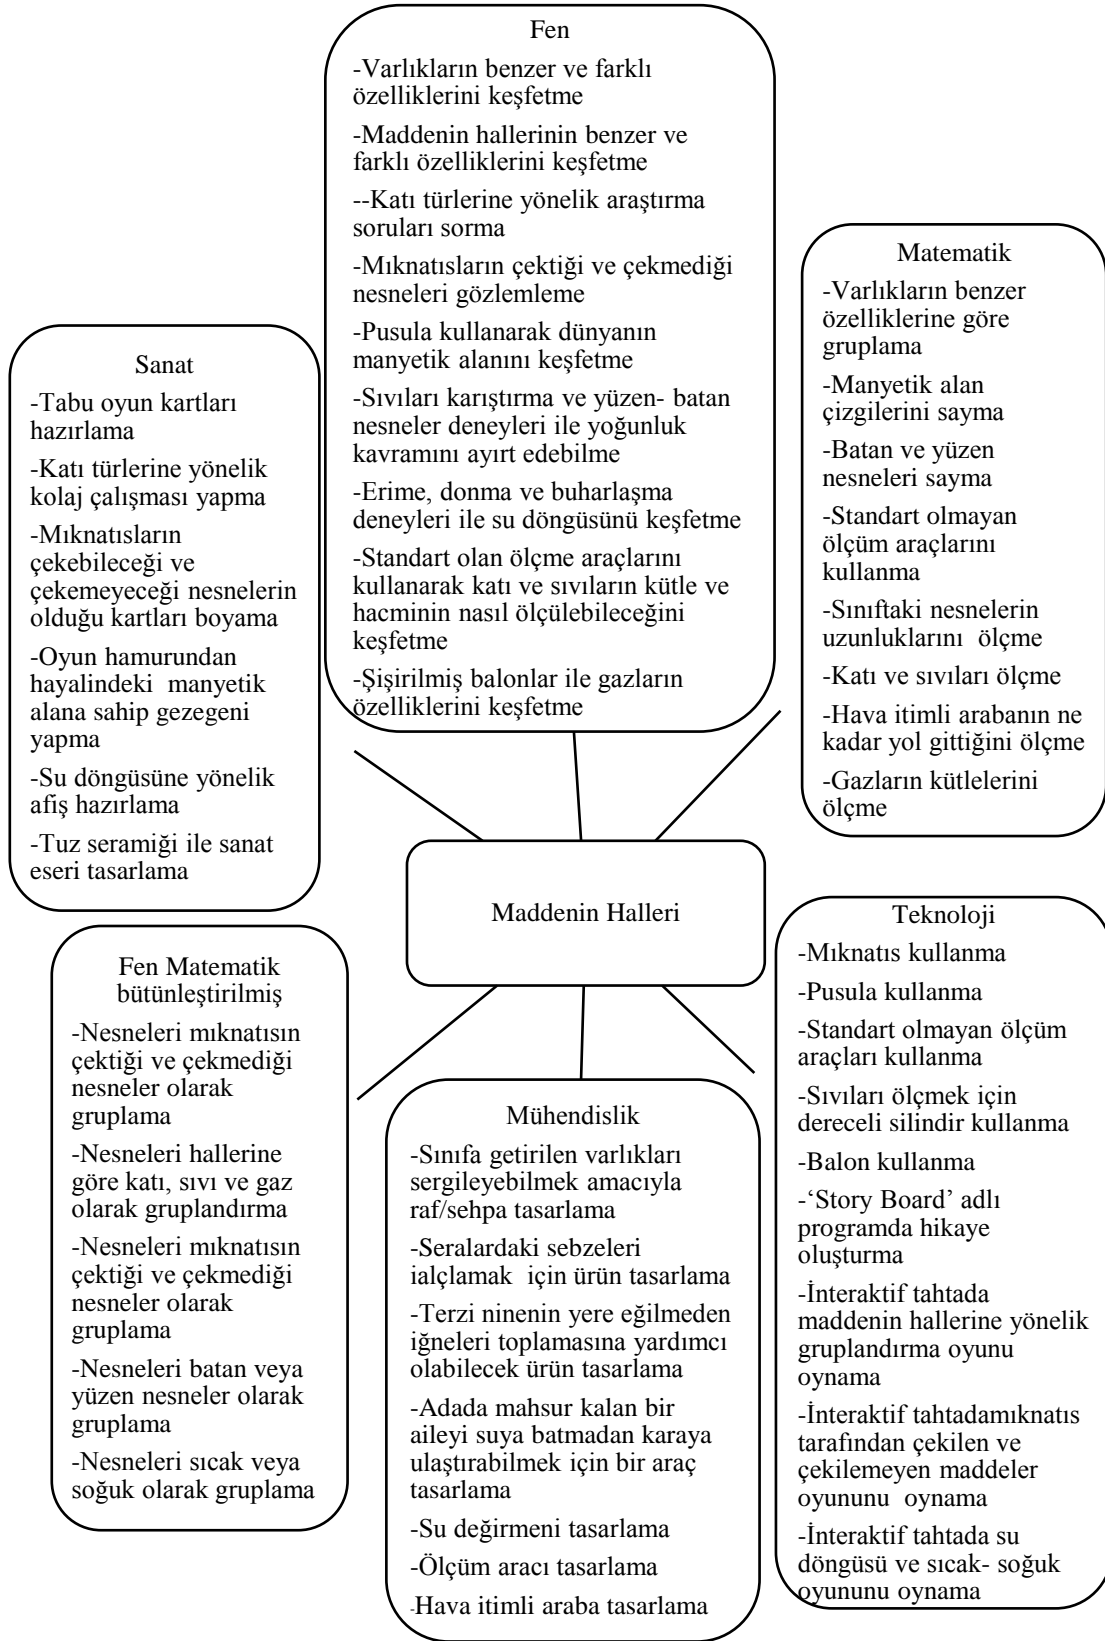 Fen
-Varlıkların benzer ve farklı
özelliklerini keşfetme
-Maddenin hallerinin benzer ve
farklı özelliklerini keşfetme
--Katı türlerine yönelik araştırma
soruları sorma
-Mıknatısların çektiği ve çekmediği
nesneleri gözlemleme
-Pusula kullanarak dünyanın
manyetik alanını keşfetme
-Sıvıları karıştırma ve yüzen- batan
nesneler deneyleri ile yoğunluk
kavramını ayırt edebilme
-Erime, donma ve buharlaşma
deneyleri ile su döngüsünü keşfetme
-Standart olan ölçme araçlarını
kullanarak katı ve sıvıların kütle ve
hacminin nasıl ölçülebileceğini
keşfetme
-Şişirilmiş balonlar ile gazların
özelliklerini keşfetme
Matematik
-Varlıkların benzer
özelliklerine göre
gruplama
-Manyetik alan
çizgilerini sayma
-Batan ve yüzen
nesneleri sayma
-Standart olmayan
ölçüm araçlarını
kullanma
-Sınıftaki nesnelerin
uzunluklarını  ölçme
-Katı ve sıvıları ölçme
-Hava itimli arabanın ne
kadar yol gittiğini ölçme
-Gazların kütlelerini
ölçme
Sanat
-Tabu oyun kartları
hazırlama
-Katı türlerine yönelik
kolaj çalışması yapma
-Mıknatısların
çekebileceği ve
çekemeyeceği nesnelerin
olduğu kartları boyama
-Oyun hamurundan
hayalindeki  manyetik
alana sahip gezegeni
yapma
-Su döngüsüne yönelik
afiş hazırlama
-Tuz seramiği ile sanat
eseri tasarlama
Maddenin Halleri
Fen Matematik
bütünleştirilmiş
-Nesneleri mıknatısın
çektiği ve çekmediği
nesneler olarak
gruplama
-Nesneleri hallerine
göre katı, sıvı ve gaz
olarak gruplandırma
-Nesneleri mıknatısın
çektiği ve çekmediği
nesneler olarak
gruplama
-Nesneleri batan veya
yüzen nesneler olarak
gruplama
-Nesneleri sıcak veya
soğuk olarak gruplama
Mühendislik
-Sınıfa getirilen varlıkları
sergileyebilmek amacıyla
raf/sehpa tasarlama
-Seralardaki sebzeleri
ialçlamak  için ürün tasarlama
-Terzi ninenin yere eğilmeden
iğneleri toplamasına yardımcı
olabilecek ürün tasarlama
-Adada mahsur kalan bir
aileyi suya batmadan karaya
ulaştırabilmek için bir araç
tasarlama
-Su değirmeni tasarlama
-Ölçüm aracı tasarlama
-Hava itimli araba tasarlama
Teknoloji
-Mıknatıs kullanma
-Pusula kullanma
-Standart olmayan ölçüm
araçları kullanma
-Sıvıları ölçmek için
dereceli silindir kullanma
-Balon kullanma
-‘Story Board’ adlı
programda hikaye
oluşturma
-İnteraktif tahtada
maddenin hallerine yönelik
gruplandırma oyunu
oynama
-İnteraktif tahtadamıknatıs
tarafından çekilen ve
çekilemeyen maddeler
oyununu  oynama
-İnteraktif tahtada su
döngüsü ve sıcak- soğuk
oyununu oynama